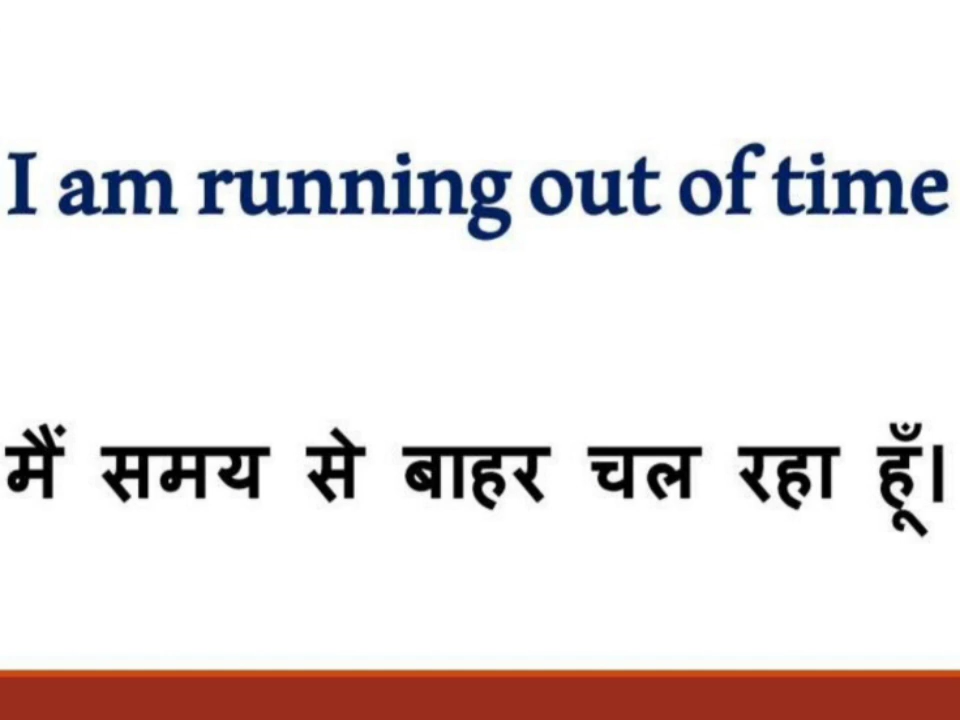 I am running out of time
मैं समय से बाहर चल रहा हूँ।